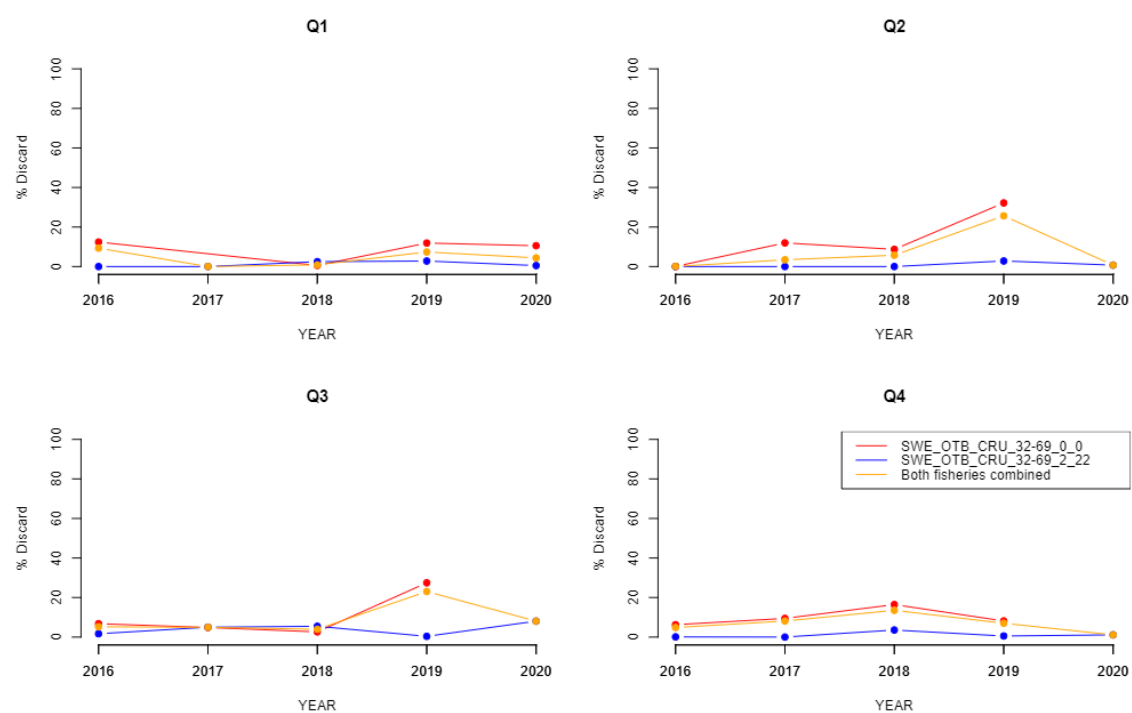 Q1
% Discard
100
80
60
40
20
0
2016 2017 2018 2019 2020
YEAR
Q2
% Discard
100
80
60
40
20
0
2016 2017 2018 2019 2020
YEAR
Q3
% Discard
100
80
60
40
20
0
2016 2017 2018 2019 2020
YEAR
Q4
SWE_OTB_CRU_32-69_0_0
SWE_OTB_CRU_32-69_2_22
Both fisheries combined
% Discard
100
80
60
40
20
0
2016 2017 2018 2019 2020
YEAR